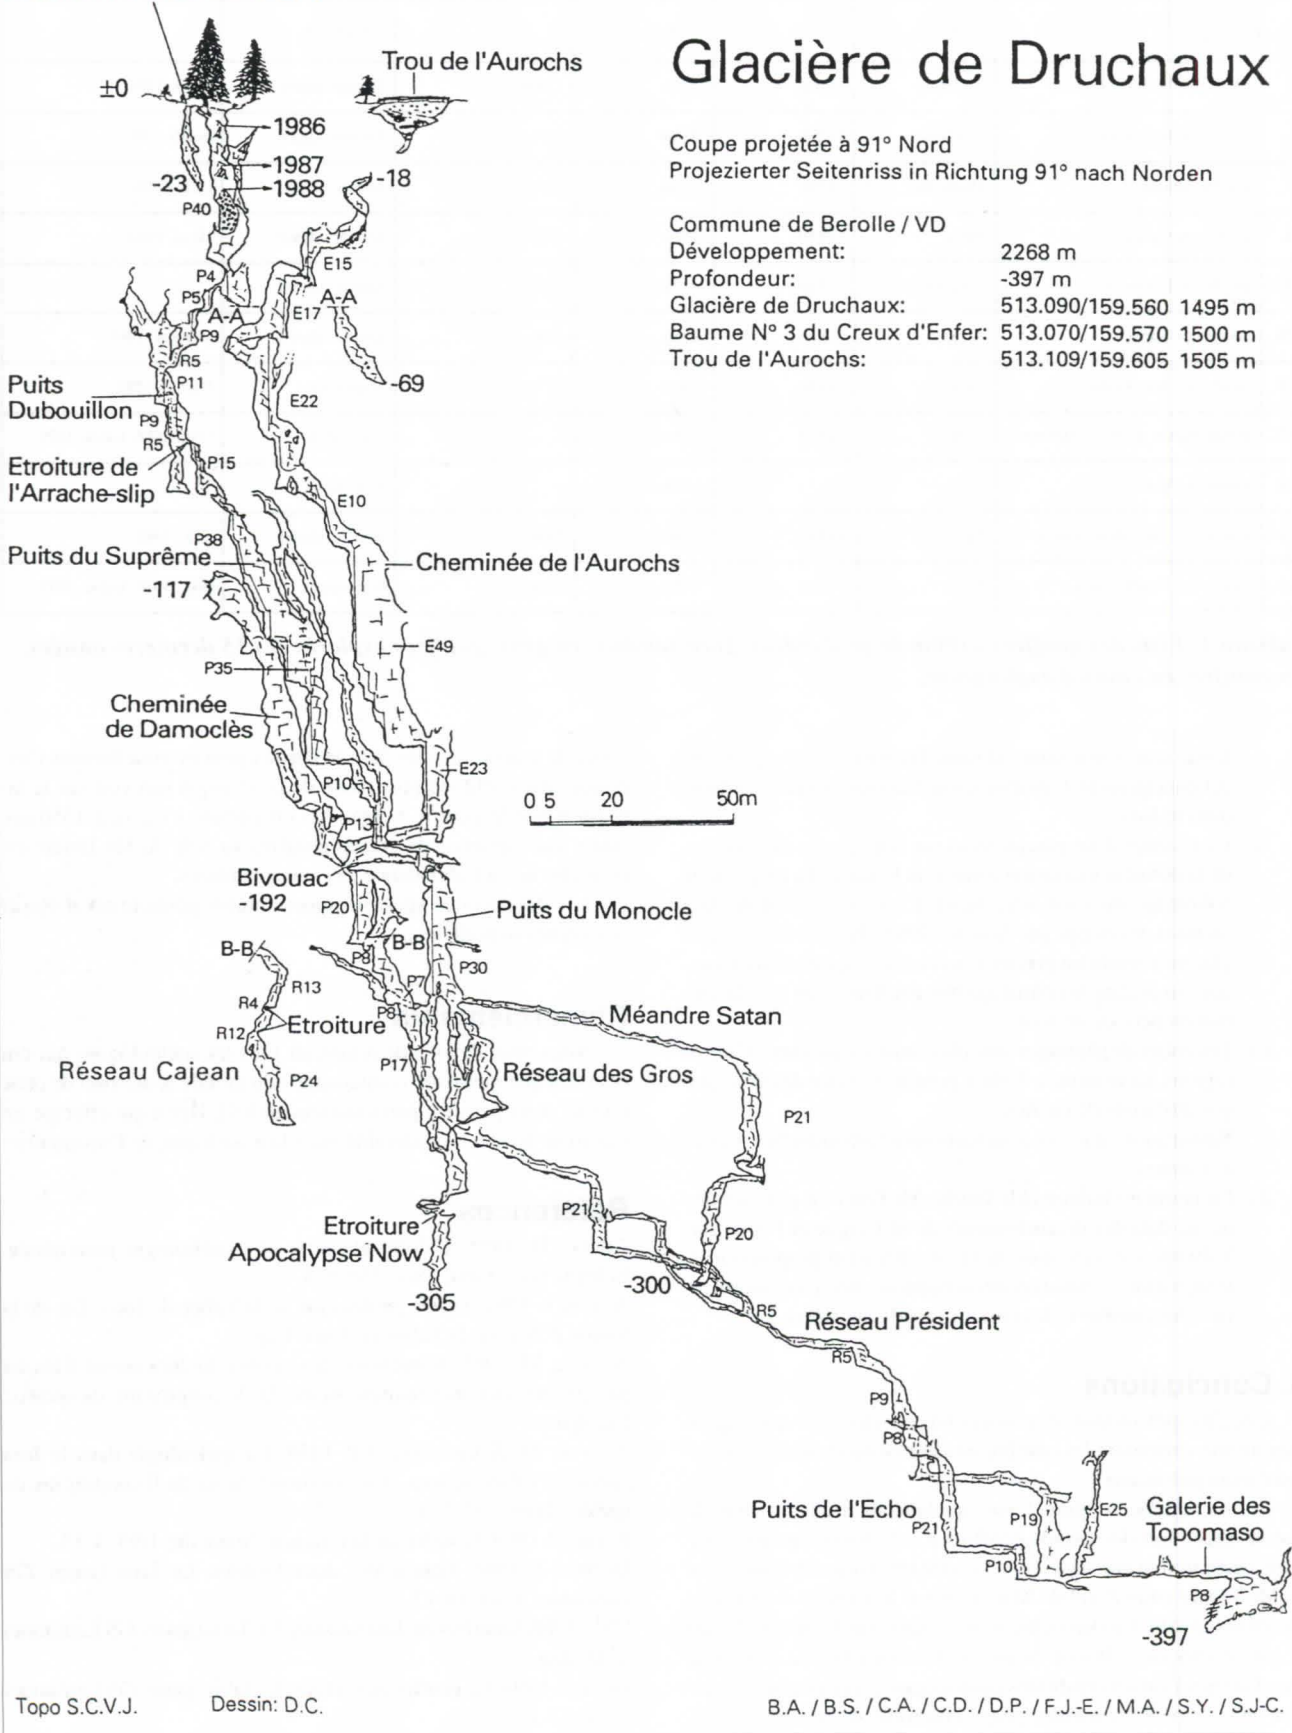 Glacière de Druchaux
Coupe projetée à 91° Nord
Projezierter Seitenriss in Richtung 91° nach Norden
Commune de Berolle / VD
Développement: 2268 m
Profondeur: -397 m
Glacière de Druchaux: 513.090/159.560 1495 m
Baume N° 3 du Creux d'Enfer: 513.070/159.570 1500 m
Trou de l'Aurochs: 513.109/159.605 1505 m
Trou de l'Aurochs
±0
1986
1987
1988
-23
-18
P40
E15
P4
P5
A-A
A-A
E17
P9
R5
P11
-69
Puits
Dubouillon
E22
P9
R5
P15
Etroiture de
l'Arrache-slip
E10
P38
Puits du Suprême
Cheminée de l'Aurochs
-117
E49
P35
Cheminée
de Damoclès
E23
P10
0 5 20 50m
P13
Bivouac
-192
P20
Puits du Monocle
B-B
B-B
P8
P30
R13
P7
R4
P8
Etroiture
Méandre Satan
R12
P17
Réseau Cajean
P24
Réseau des Gros
P21
P21
P20
Etroiture
Apocalypse Now
-300
-305
R5
Réseau Président
R5
P9
P8
Puits de l'Echo
P21
P19
E25
Galerie des
Topomaso
P10
P8
-397
Topo S.C.V.J. Dessin: D.C. B.A. / B.S. / C.A. / C.D. / D.P. / F.J.-E. / M.A. / S.Y. / S.J-C.